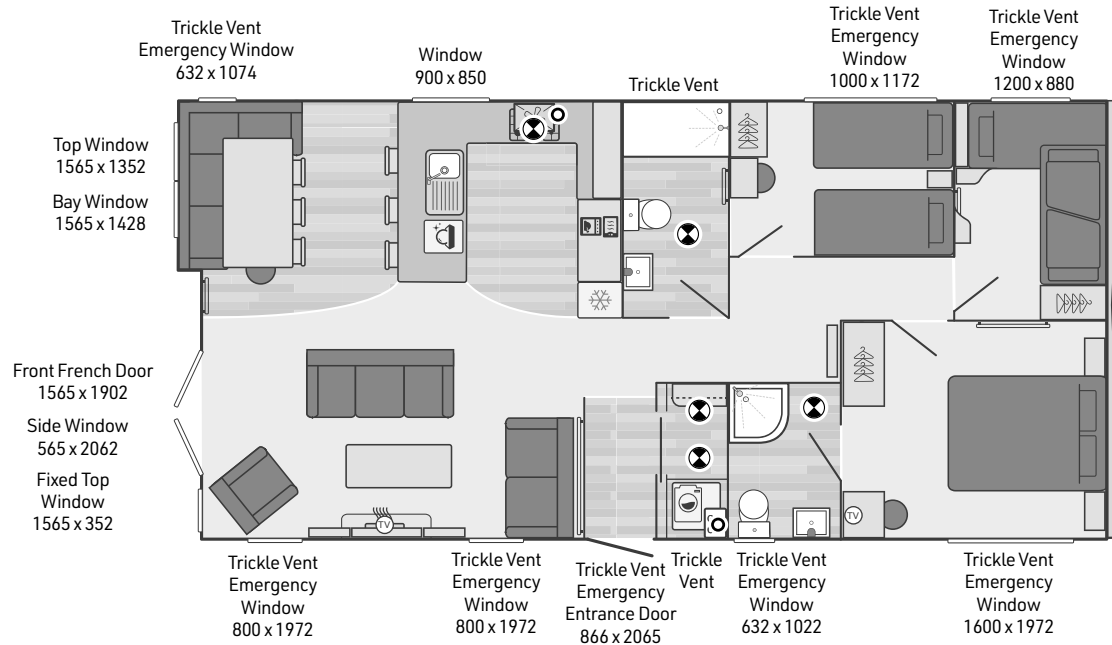 Trickle Vent
Emergency Window
632 x 1074
Window
900 x 850
Trickle Vent
Trickle Vent
Emergency
Window
1000 x 1172
Trickle Vent
Emergency
Window
1200 x 880
Top Window
1565 x 1352
Bay Window
1565 x 1428
Front French Door
1565 x 1902
Side Window
565 x 2062
Fixed Top
Window
1565 x 352
TV
TV
Trickle Vent
Emergency
Window
800 x 1972
Trickle Vent
Emergency
Window
800 x 1972
Trickle Vent
Emergency
Entrance Door
866 x 2065
Trickle
Vent
Trickle Vent
Emergency
Window
632 x 1022
Trickle Vent
Emergency
Window
1600 x 1972